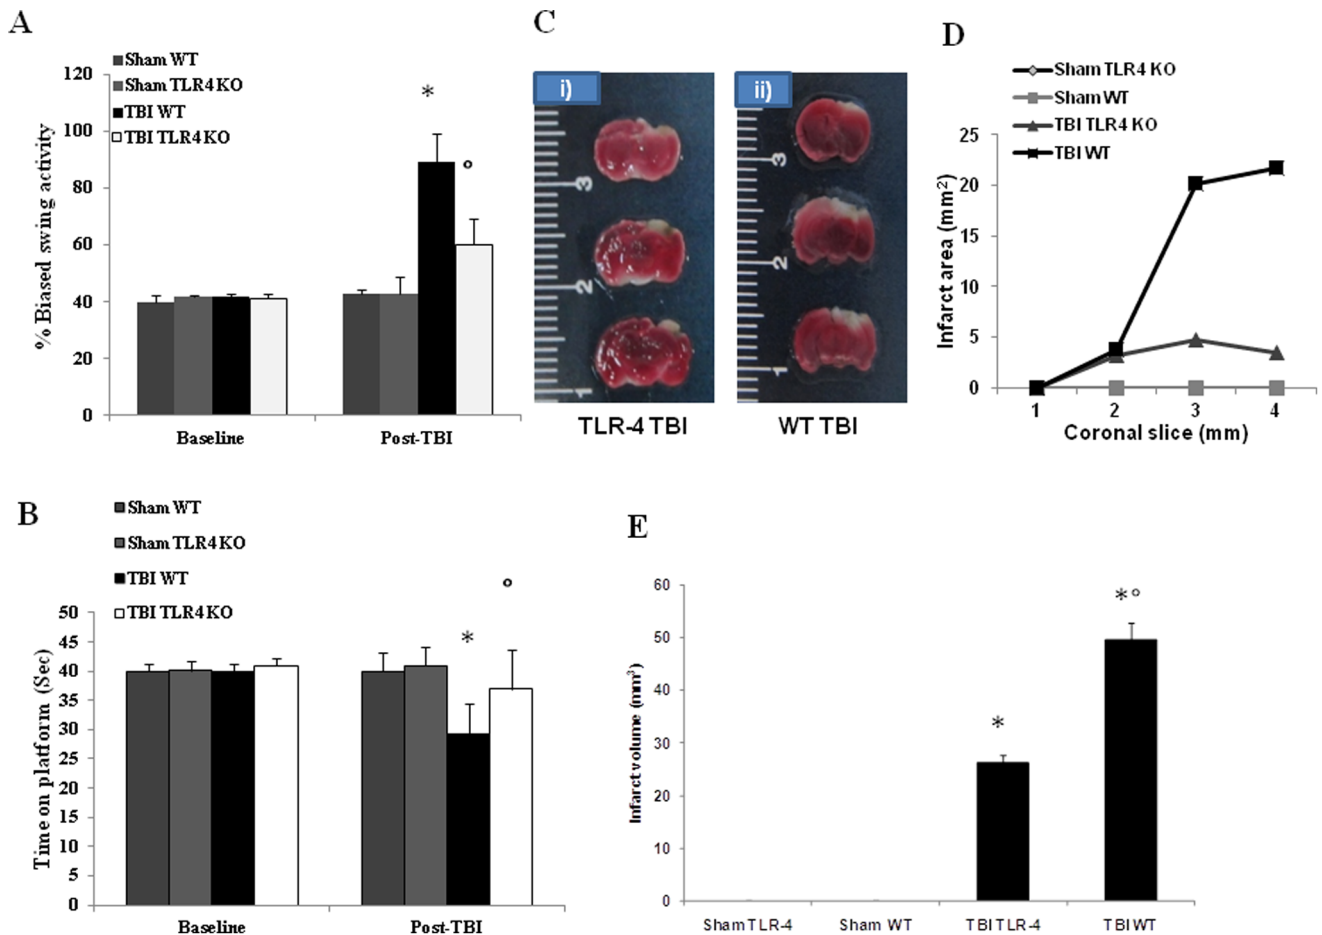 A
Sham WT
Sham TLR4 KO
TBI WT
TBI TLR4 KO
120
100
80
60
40
20
0
% Biased swing activity
*
°
Baseline
Post-TBI
C
i)
3
2
1
TLR-4 TBI
ii)
3
2
1
WT TBI
D
Sham TLR4 KO
Sham WT
TBI TLR4 KO
TBI WT
25
20
15
10
5
0
Infarct area (mm²)
1 2 3 4
Coronal slice (mm)
B
Sham WT
Sham TLR4 KO
TBI WT
TBI TLR4 KO
50
45
40
35
30
25
20
15
10
5
0
Time on platform (Sec)
*
°
Baseline
Post-TBI
E
60
50
40
30
20
10
0
Infarct volume (mm³)
*
*°
Sham TLR-4
Sham WT
TBI TLR-4
TBI WT